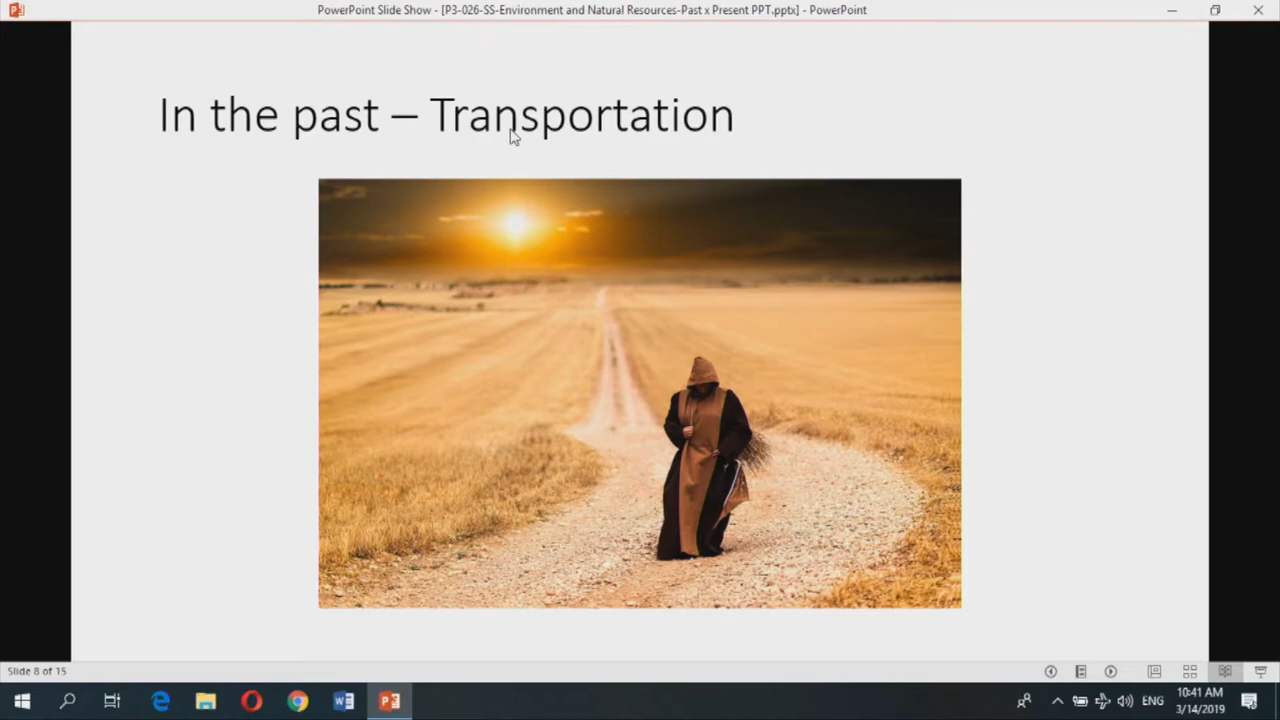 PowerPoint Slide Show - [P3-026-SS-Environment and Natural Resources-Past x Present PPT.pptx] - PowerPoint
In the past – Transportation
Slide 8 of 15
ENG
10:41 AM
3/14/2019